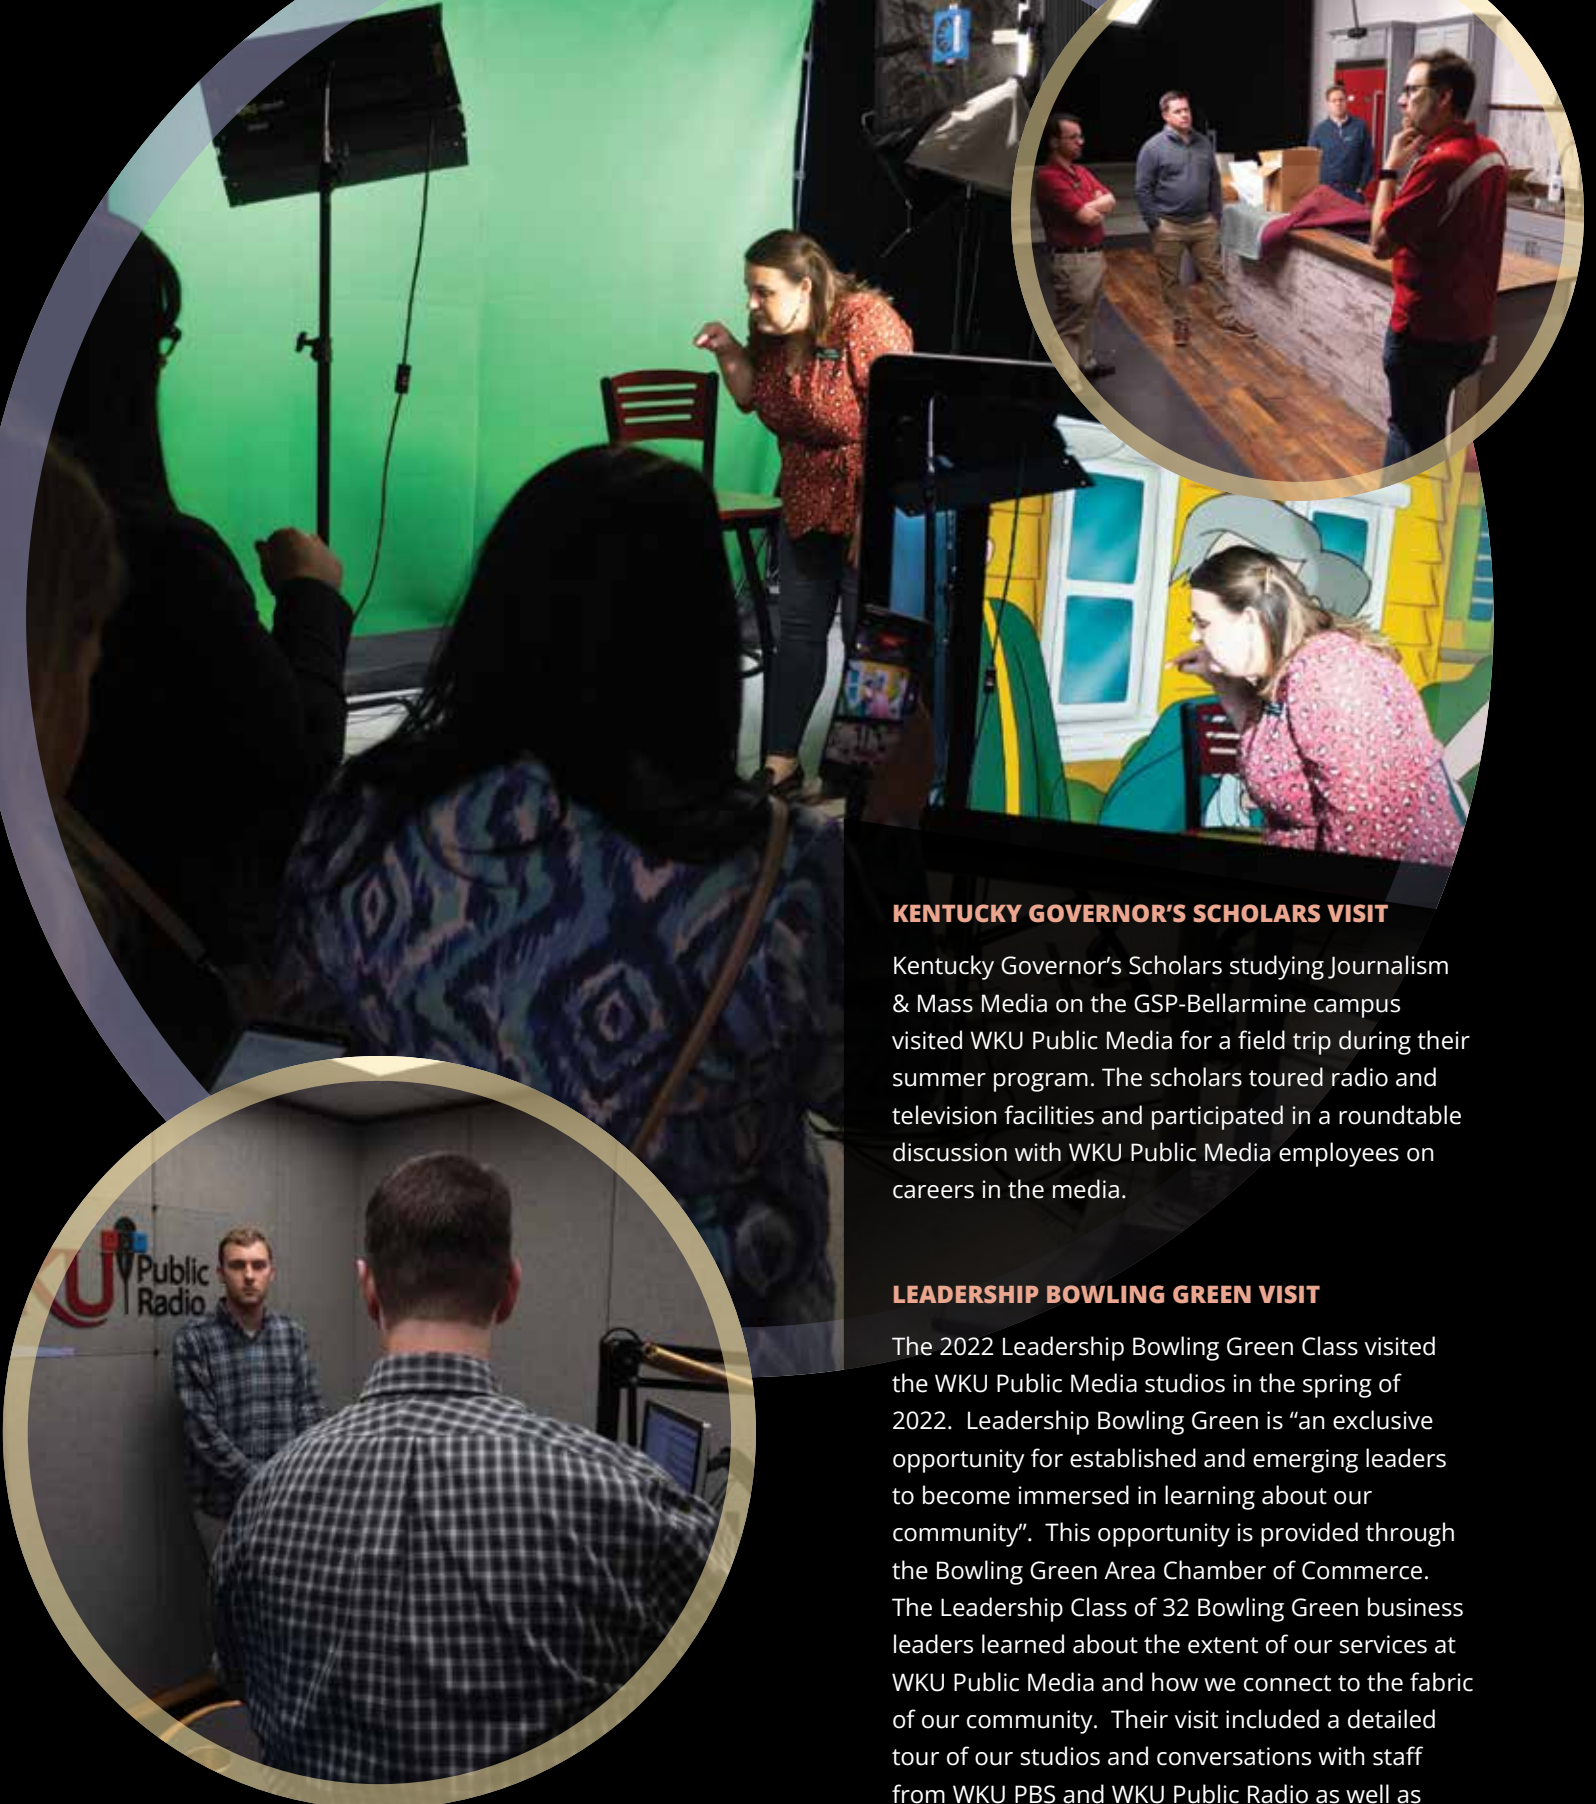 KU Public
Radio
KENTUCKY GOVERNOR’S SCHOLARS VISIT
Kentucky Governor’s Scholars studying Journalism
& Mass Media on the GSP-Bellarmine campus
visited WKU Public Media for a field trip during their
summer program. The scholars toured radio and
television facilities and participated in a roundtable
discussion with WKU Public Media employees on
careers in the media.
LEADERSHIP BOWLING GREEN VISIT
The 2022 Leadership Bowling Green Class visited
the WKU Public Media studios in the spring of
2022.  Leadership Bowling Green is “an exclusive
opportunity for established and emerging leaders
to become immersed in learning about our
community”.  This opportunity is provided through
the Bowling Green Area Chamber of Commerce.
The Leadership Class of 32 Bowling Green business
leaders learned about the extent of our services at
WKU Public Media and how we connect to the fabric
of our community.  Their visit included a detailed
tour of our studios and conversations with staff
from WKU PBS and WKU Public Radio as well as